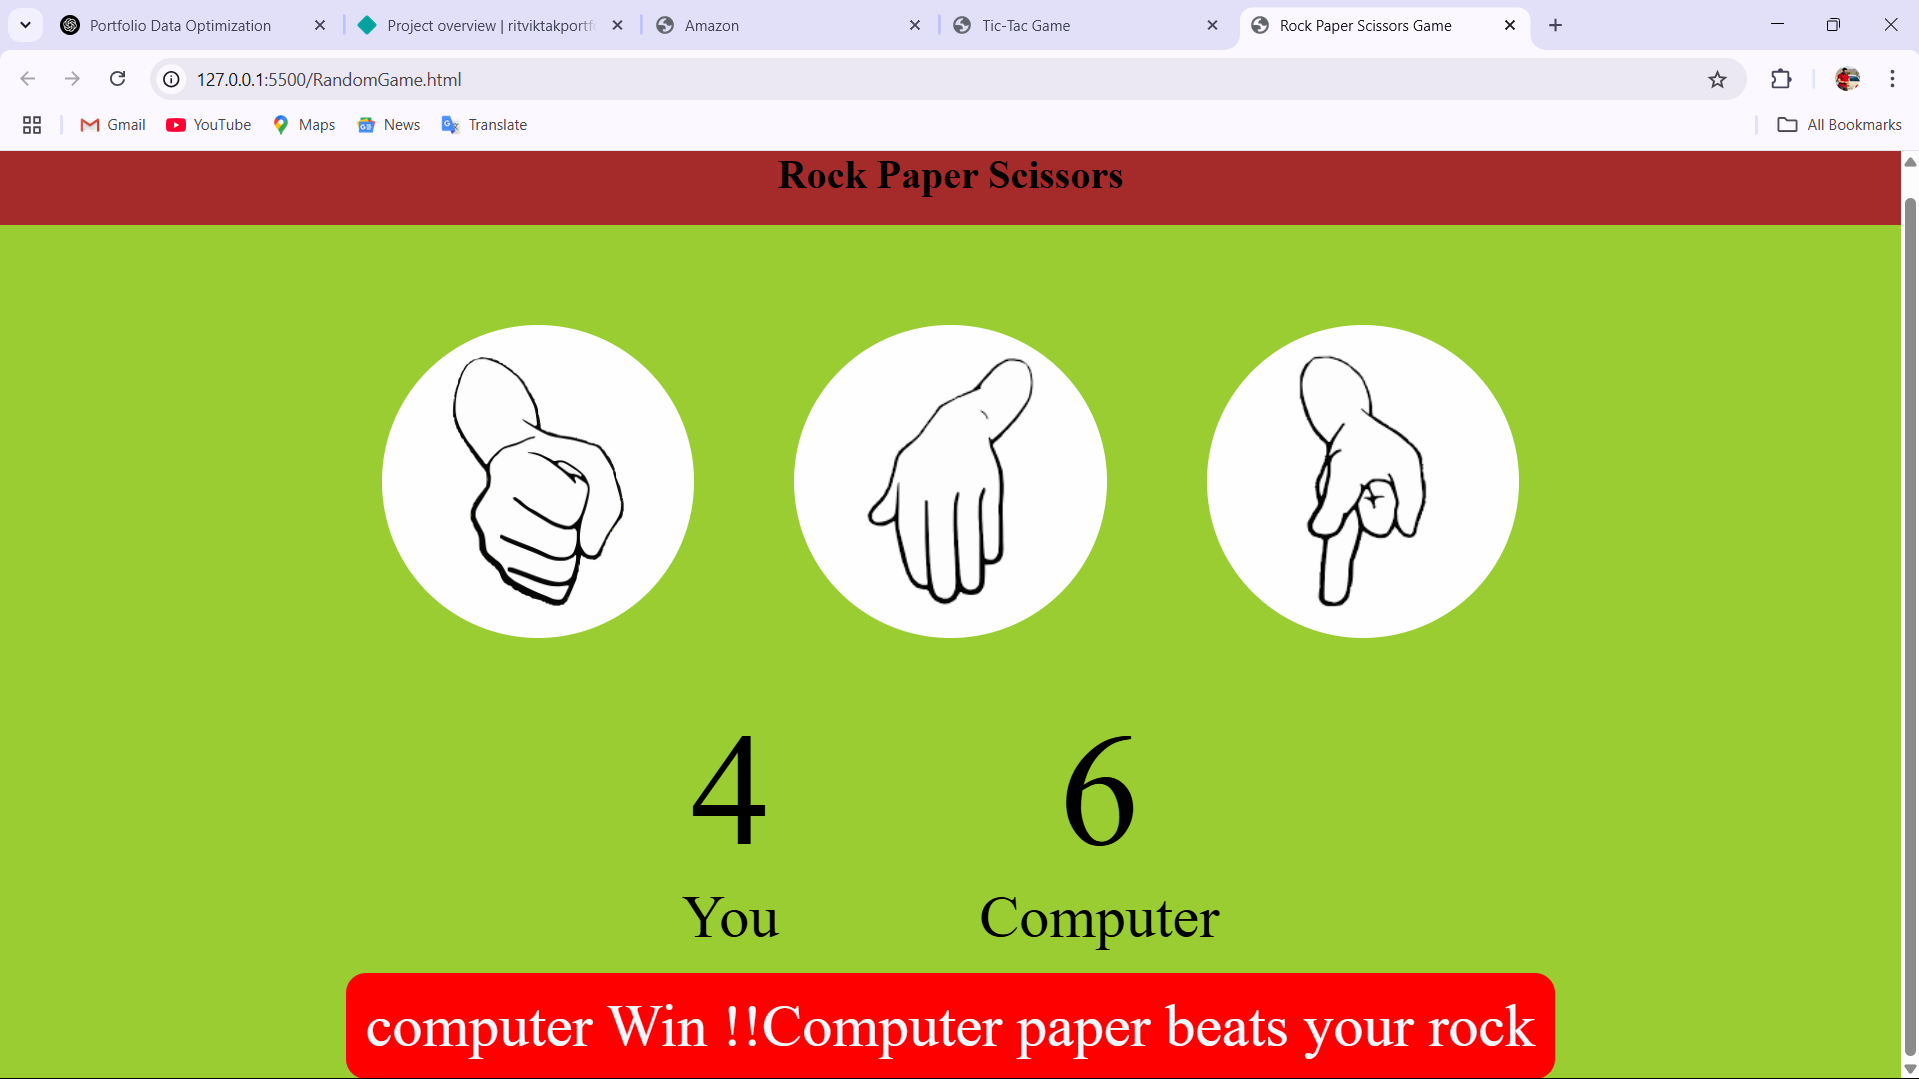 Portfolio Data Optimization
Project overview | ritviktakportf
Amazon
Tic-Tac Game
Rock Paper Scissors Game
127.0.0.1:5500/RandomGame.html
Gmail
YouTube
Maps
News
Translate
All Bookmarks
Rock Paper Scissors
4
6
You
Computer
computer Win !!Computer paper beats your rock